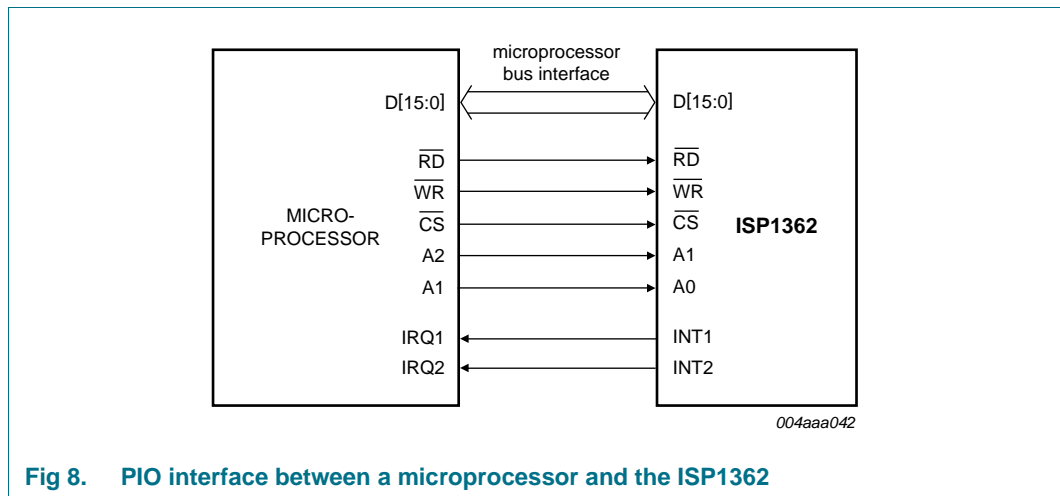 microprocessor
bus interface
D[15:0] D[15:0]
RD RD
WR WR
MICRO-
PROCESSOR
CS CS
ISP1362
A2 A1
A1 A0
IRQ1 INT1
IRQ2 INT2
004aaa042
Fig 8. PIO interface between a microprocessor and the ISP1362